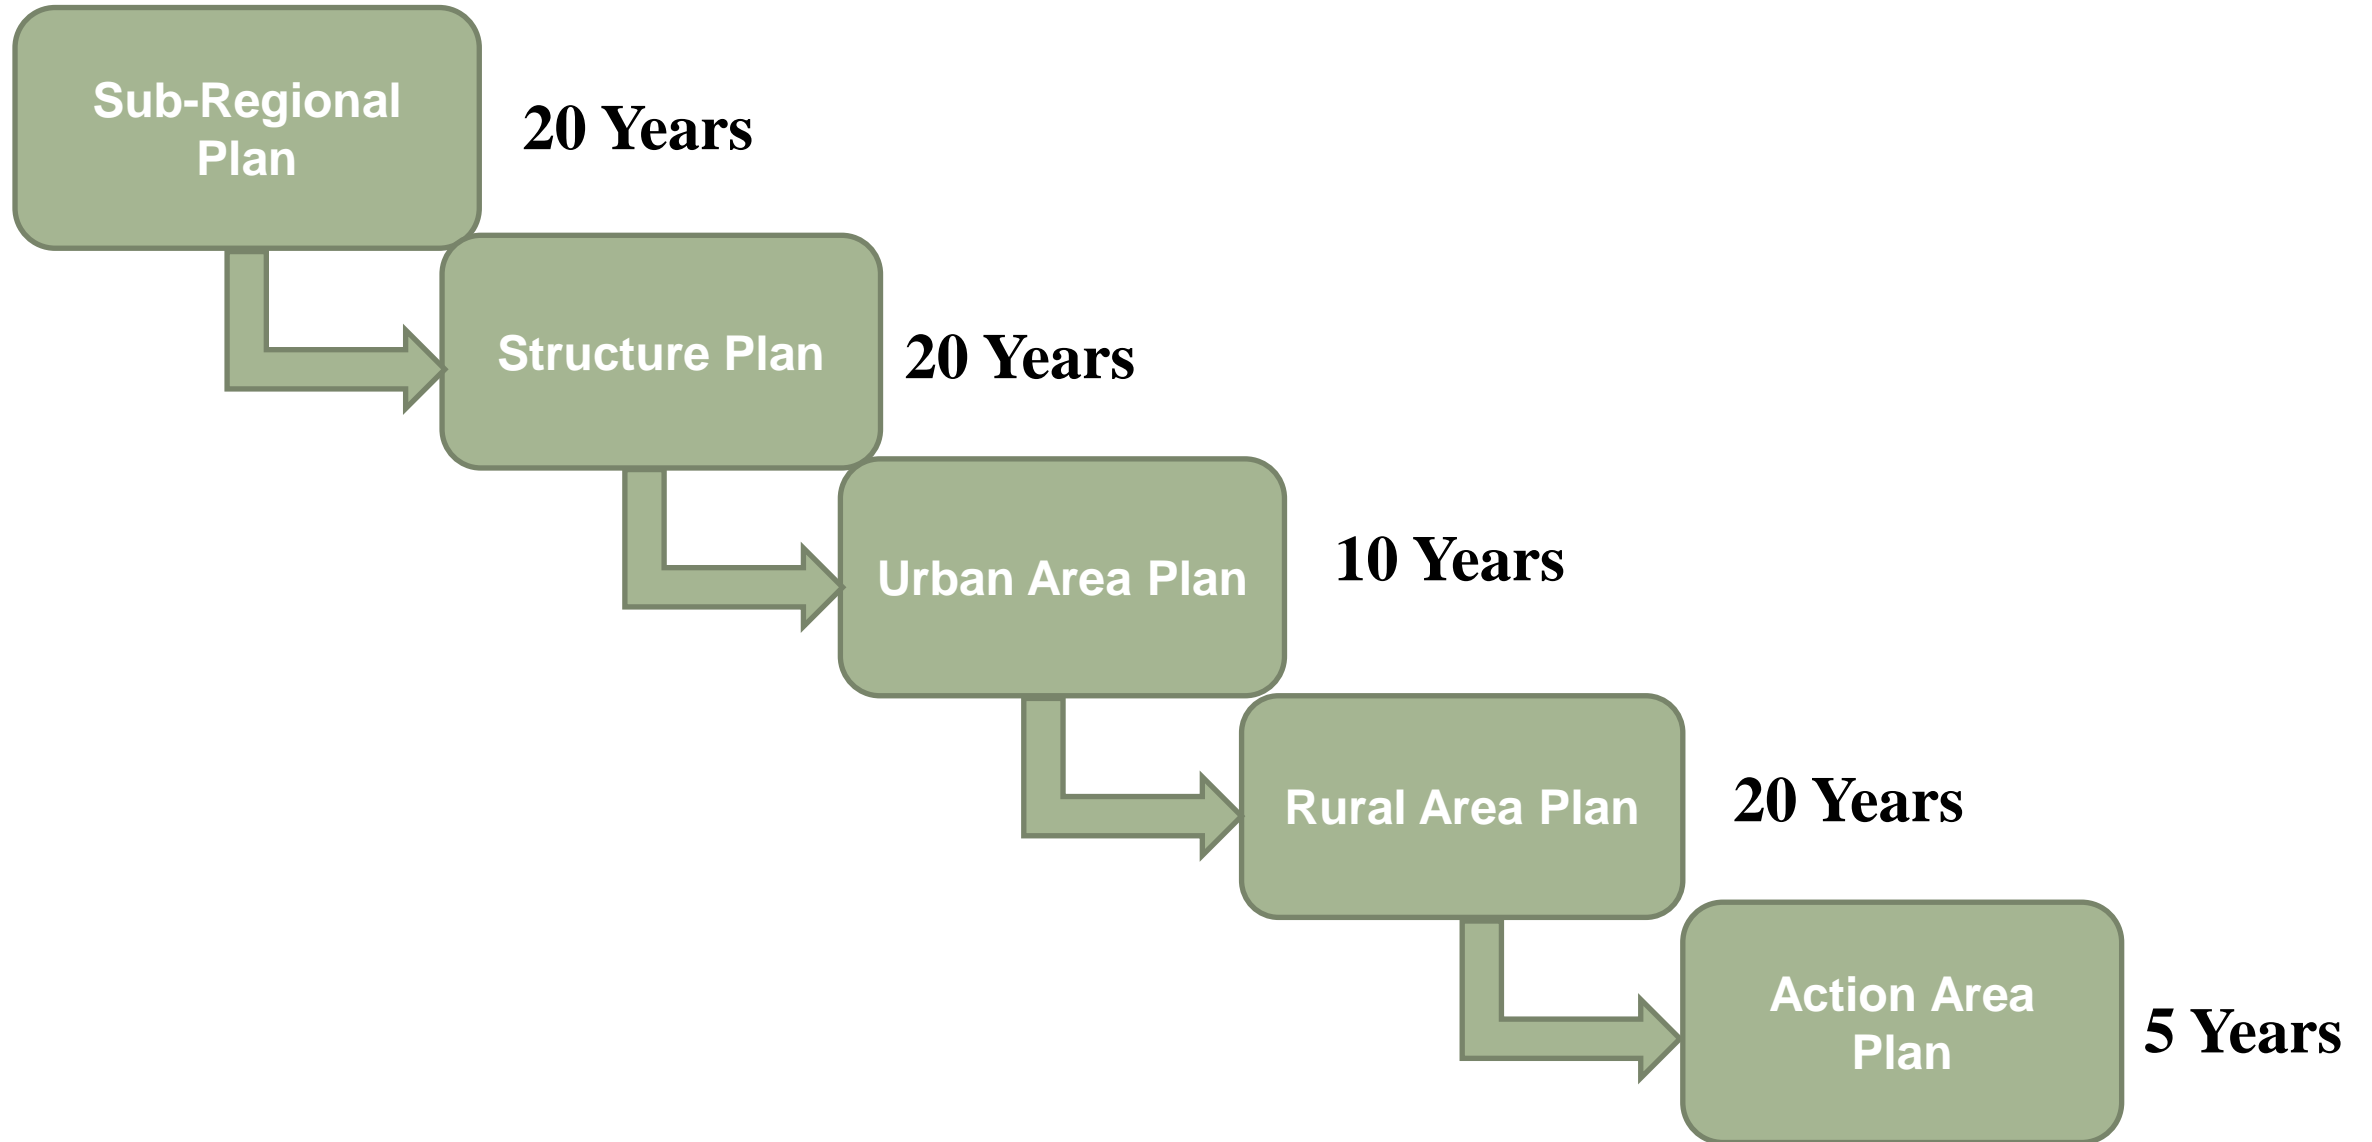 Sub-Regional
Plan
20 Years
Structure Plan
20 Years
Urban Area Plan
10 Years
Rural Area Plan
20 Years
Action Area
Plan
5 Years